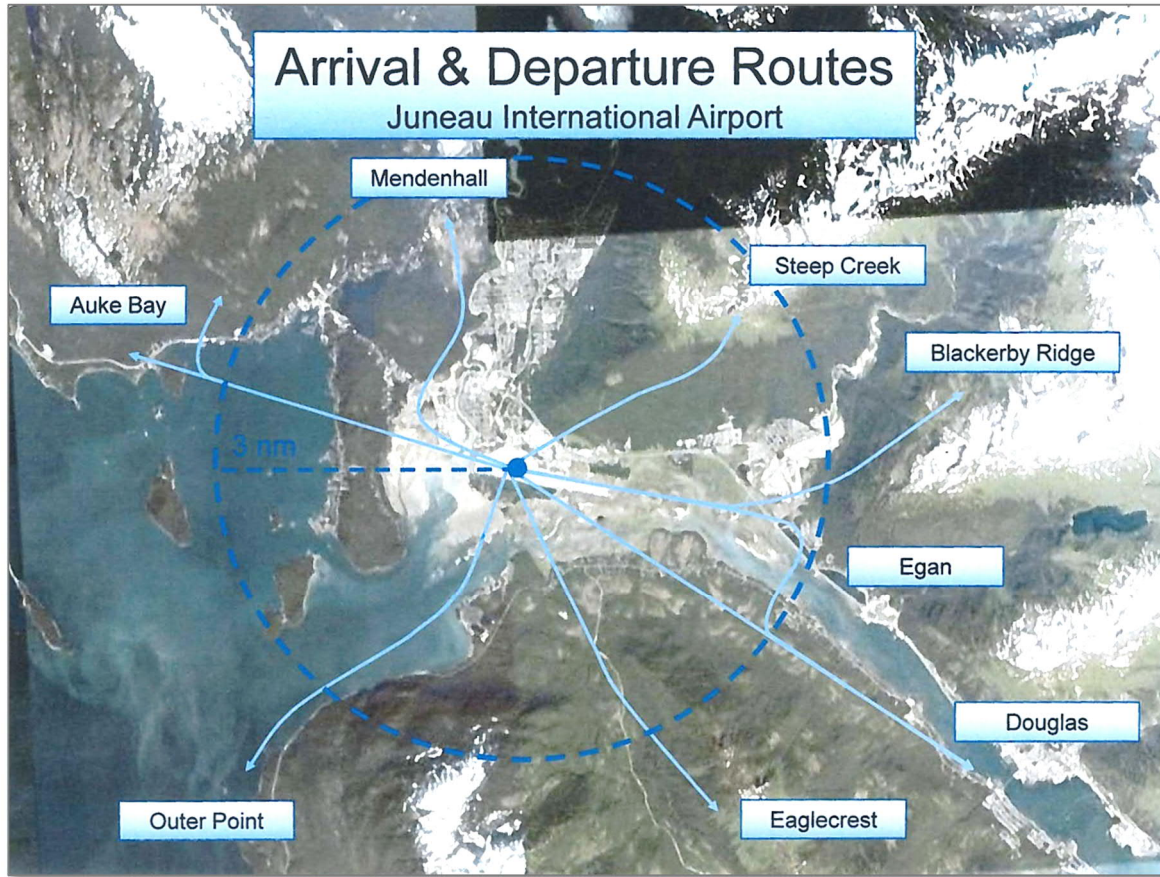 Arrival & Departure Routes
Juneau International Airport
Mendenhall
Steep Creek
Auke Bay
Blackerby Ridge
3 nm
Egan
Douglas
Outer Point
Eaglecrest